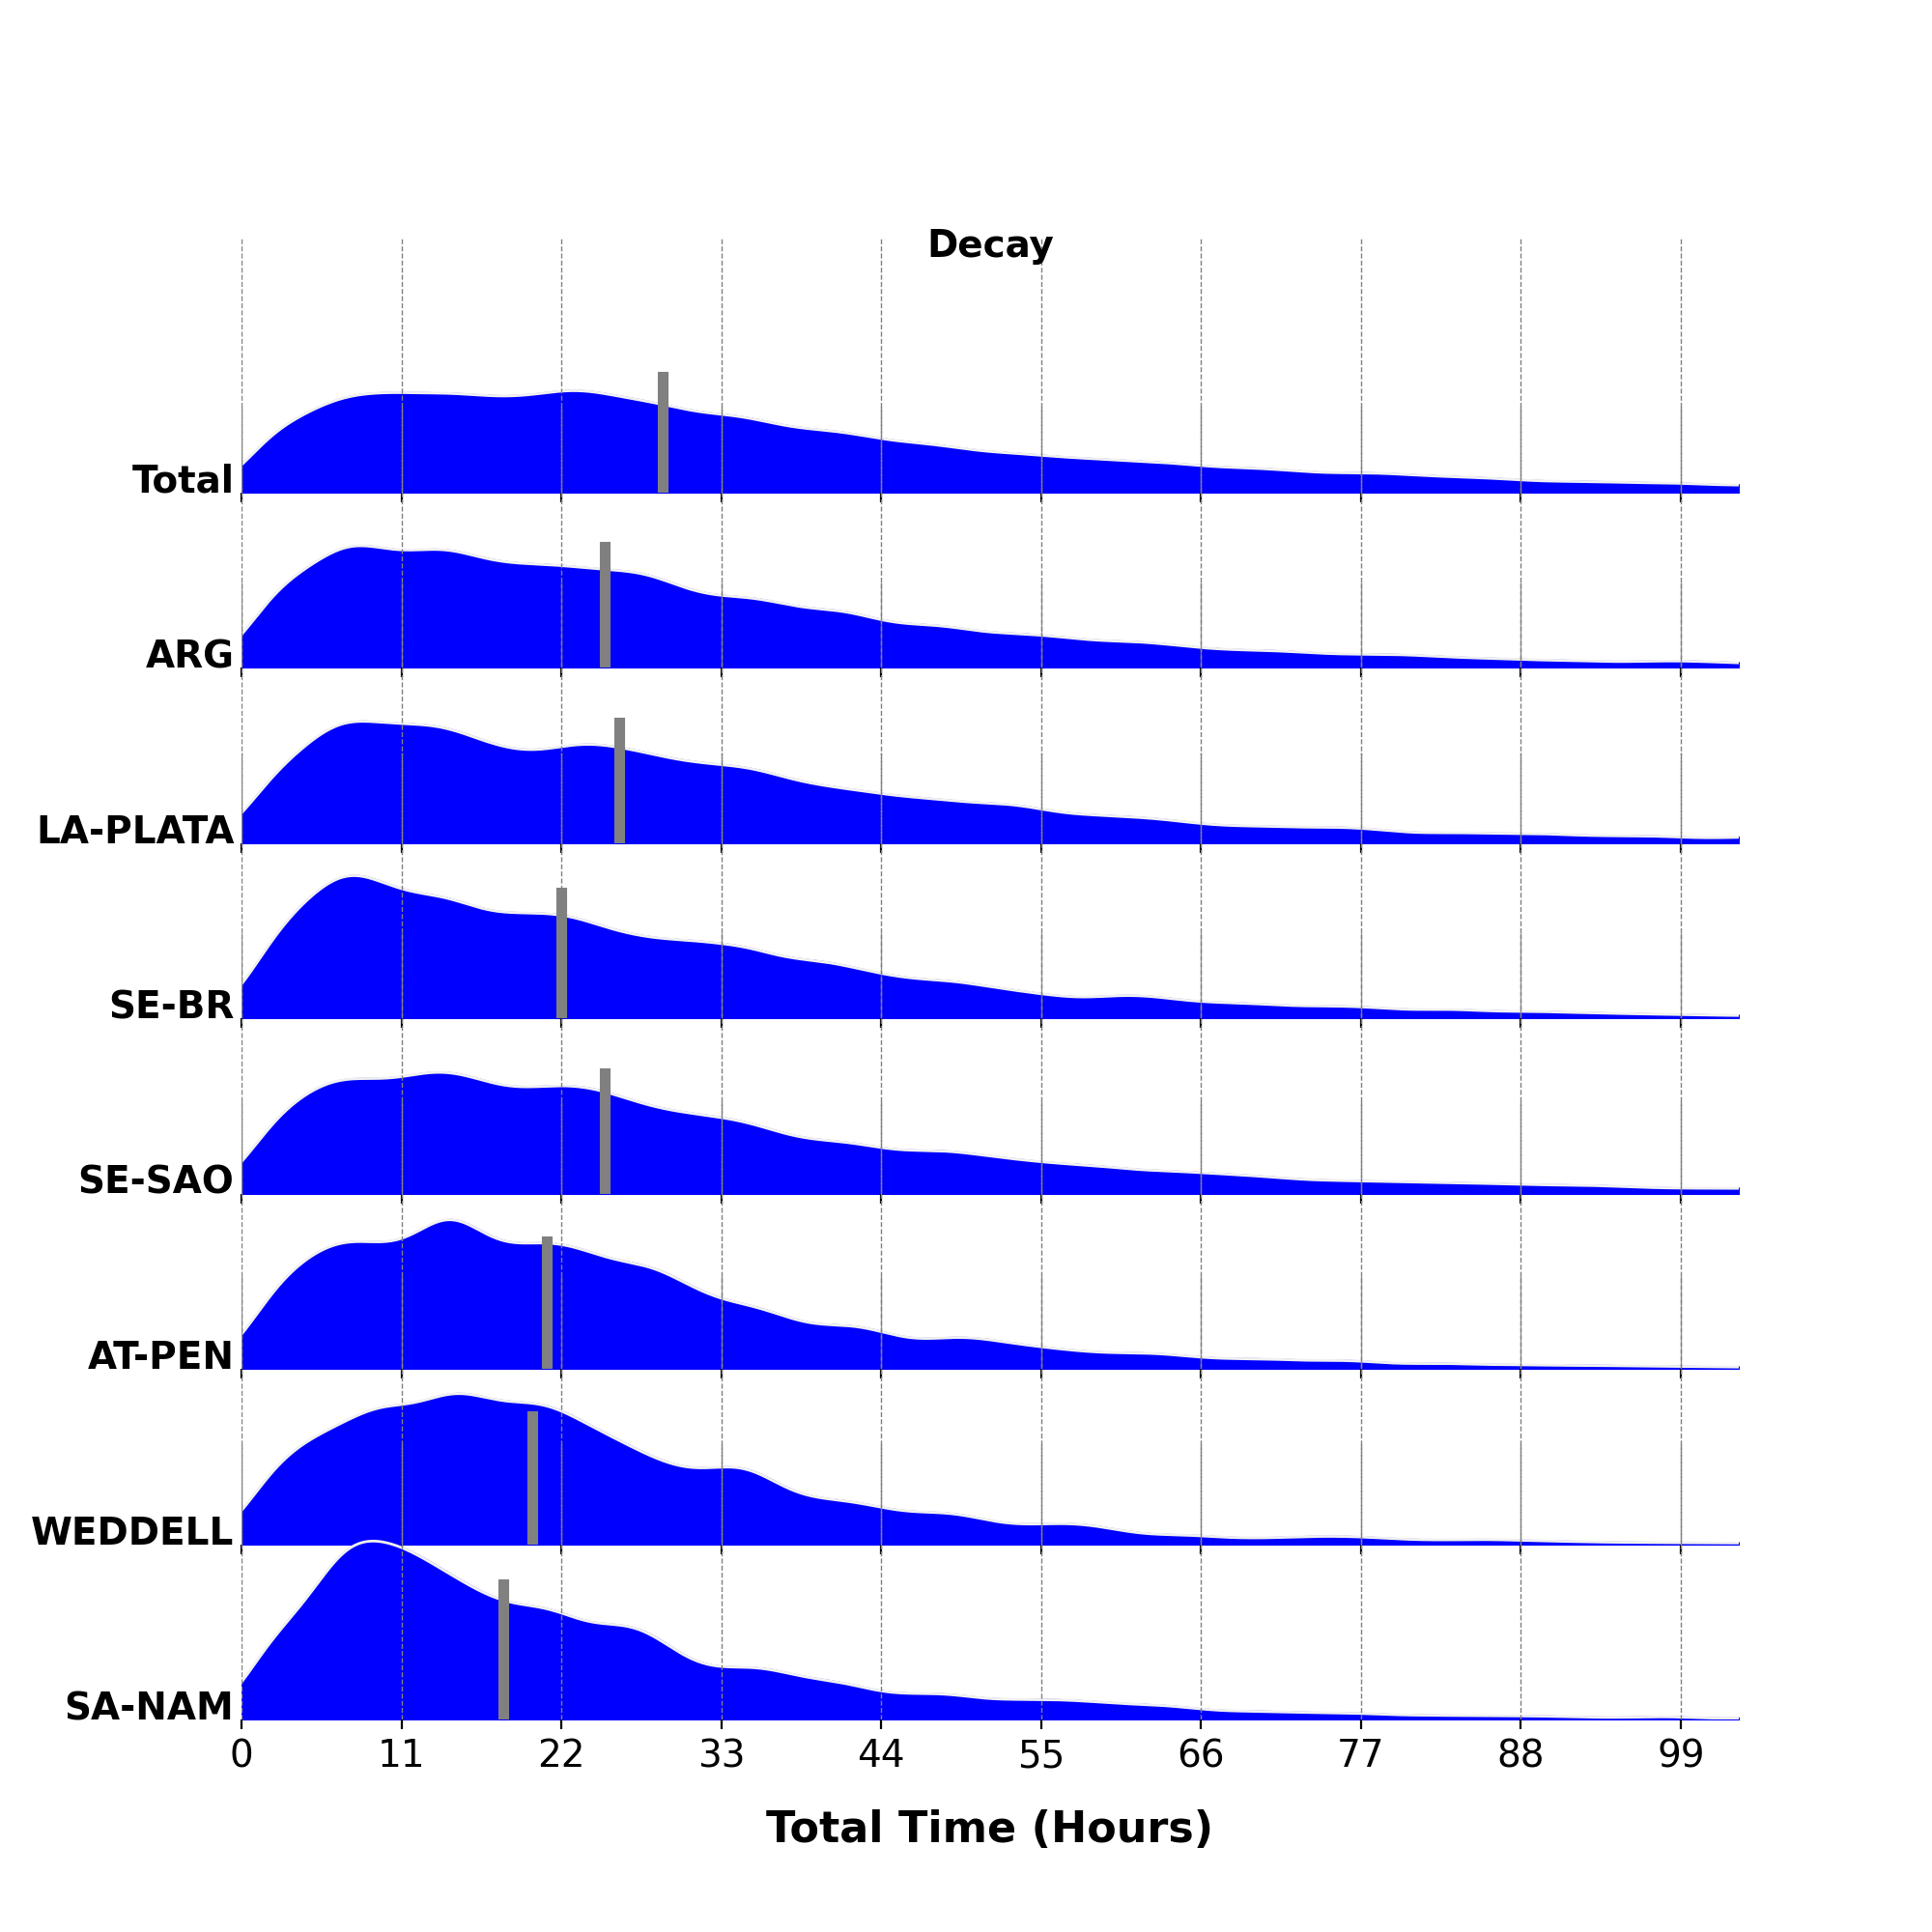 Decay
Total
ARG
LA-PLATA
SE-BR
SE-SAO
AT-PEN
WEDDELL
SA-NAM
0 11 22 33 44 55 66 77 88 99
Total Time (Hours)